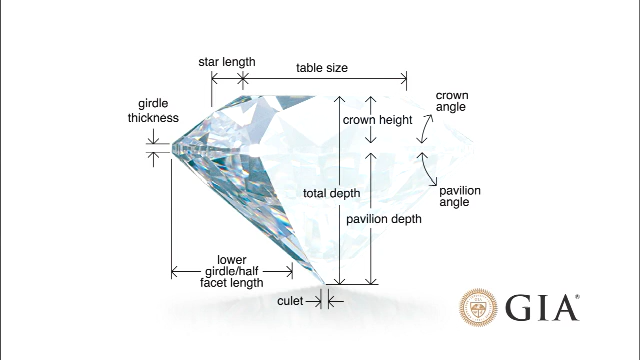 star length
table size
girdle
thickness
crown
angle
crown height
total depth
pavilion
angle
pavilion depth
lower
girdle/half
facet length
culet
GIA®